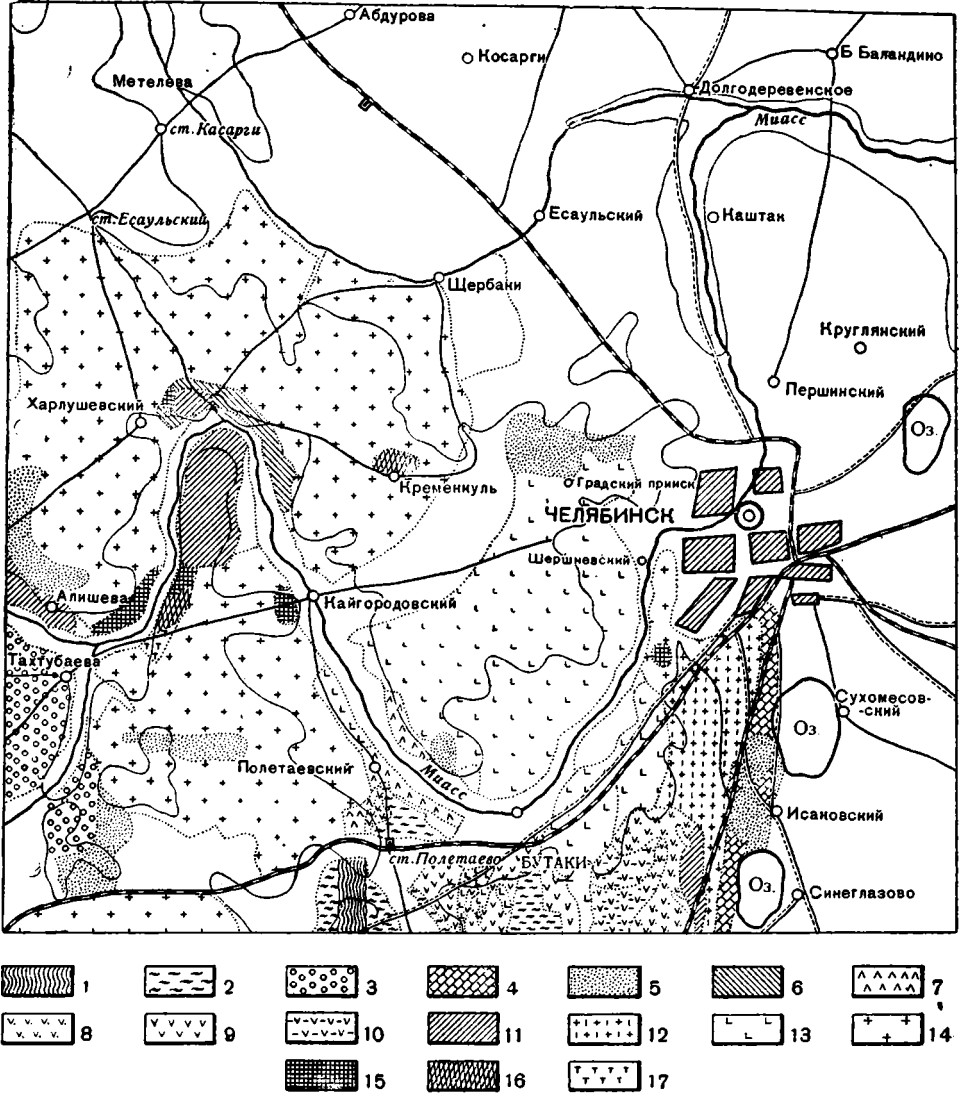 Абдурова
Косарги
Б Баландино
Метелева
Долгодеревенское
Миасс
ст. Касарги
ст. Есаульский
Есаульский
Каштак
Щербаки
Круглянский
Першинский
Харлушевский
Оз.
Кременкуль
Градский прииск
ЧЕЛЯБИНСК
Шершневский
Алишева
Кайгородовский
Тахтубаева
Сухомесов-
-ский
Оз.
Полетаевский
Миасс
Исаковский
ст. Полетаево
БУТАКИ
Оз.
Синеглазово
1 2 3 4 5 6 7
8 9 10 11 12 13 14
15 16 17